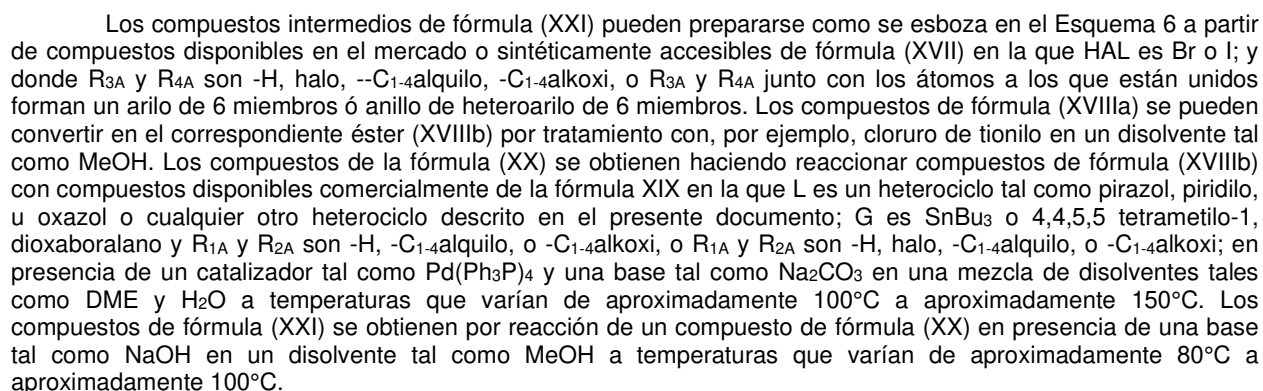 Los compuestos intermedios de fórmula (XXI) pueden prepararse como se esboza en el Esquema 6 a partir
de compuestos disponibles en el mercado o sintéticamente accesibles de fórmula (XVII) en la que HAL es Br o I; y
donde R3A y R4A son -H, halo, --C1-4alquilo, -C1-4alkoxi, o R3A y R4A junto con los átomos a los que están unidos
forman un arilo de 6 miembros ó anillo de heteroarilo de 6 miembros. Los compuestos de fórmula (XVIIIa) se pueden
convertir en el correspondiente éster (XVIIIb) por tratamiento con, por ejemplo, cloruro de tionilo en un disolvente tal
como MeOH. Los compuestos de la fórmula (XX) se obtienen haciendo reaccionar compuestos de fórmula (XVIIIb)
con compuestos disponibles comercialmente de la fórmula XIX en la que L es un heterociclo tal como pirazol, piridilo,
u oxazol o cualquier otro heterociclo descrito en el presente documento; G es SnBu3 o 4,4,5,5 tetrametilo-1,
dioxaboralano y R1A y R2A son -H, -C1-4alquilo, o -C1-4alkoxi, o R1A y R2A son -H, halo, -C1-4alquilo, o -C1-4alkoxi; en
presencia de un catalizador tal como Pd(Ph3P)4 y una base tal como Na2CO3 en una mezcla de disolventes tales
como DME y H2O a temperaturas que varían de aproximadamente 100°C a aproximadamente 150°C. Los
compuestos de fórmula (XXI) se obtienen por reacción de un compuesto de fórmula (XX) en presencia de una base
tal como NaOH en un disolvente tal como MeOH a temperaturas que varían de aproximadamente 80°C a
aproximadamente 100°C.